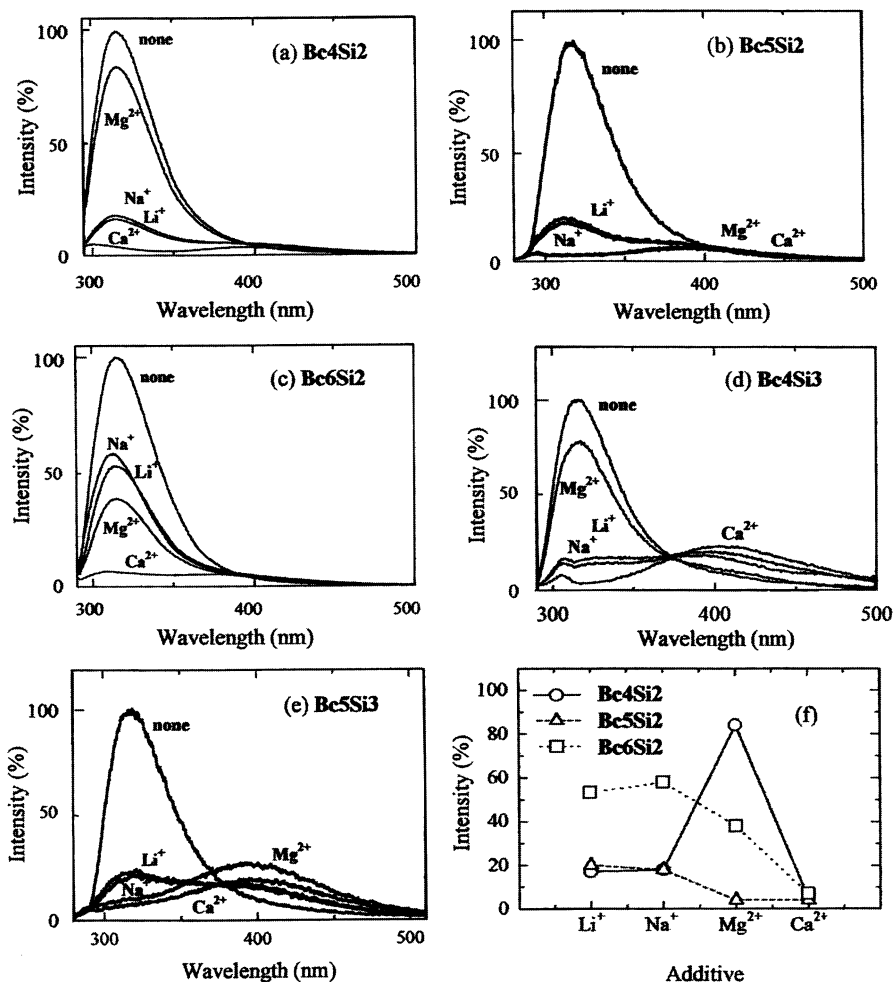 (a) Bc4Si2
100
50
0
none
Mg²⁺
Na⁺
Li⁺
Ca²⁺
300
400
500
Intensity (%)
Wavelength (nm)
(b) Bc5Si2
100
50
0
none
Li⁺
Na⁺
Mg²⁺
Ca²⁺
300
400
500
Intensity (%)
Wavelength (nm)
(c) Bc6Si2
100
50
0
none
Na⁺
Li⁺
Mg²⁺
Ca²⁺
300
400
500
Intensity (%)
Wavelength (nm)
(d) Bc4Si3
100
50
0
none
Mg²⁺
Li⁺
Na⁺
Ca²⁺
300
400
500
Intensity (%)
Wavelength (nm)
(e) Bc5Si3
100
50
0
none
Li⁺
Na⁺
Mg²⁺
Ca²⁺
300
400
500
Intensity (%)
Wavelength (nm)
(f)
100
80
60
40
20
0
Bc4Si2
Bc5Si2
Bc6Si2
Li⁺
Na⁺
Mg²⁺
Ca²⁺
Intensity (%)
Additive